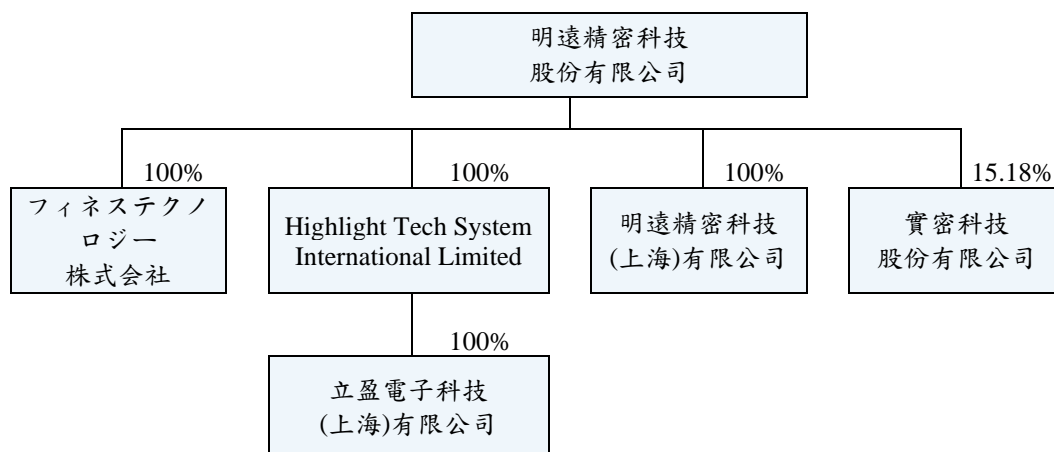 明遠精密科技
股份有限公司
100%
100%
100%
15.18%
フィネステクノ
ロジー
株式会社
Highlight Tech System
International Limited
明遠精密科技
(上海)有限公司
實密科技
股份有限公司
100%
立盈電子科技
(上海)有限公司